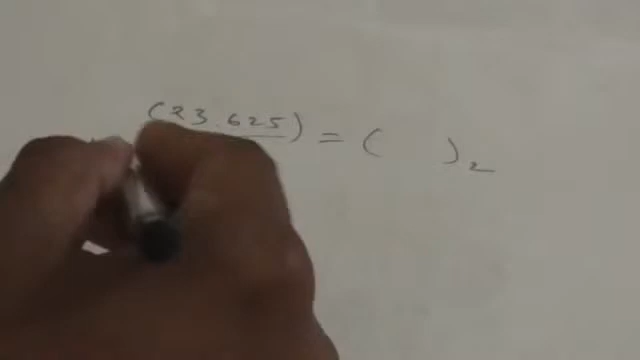 (23.625) = (    )₂